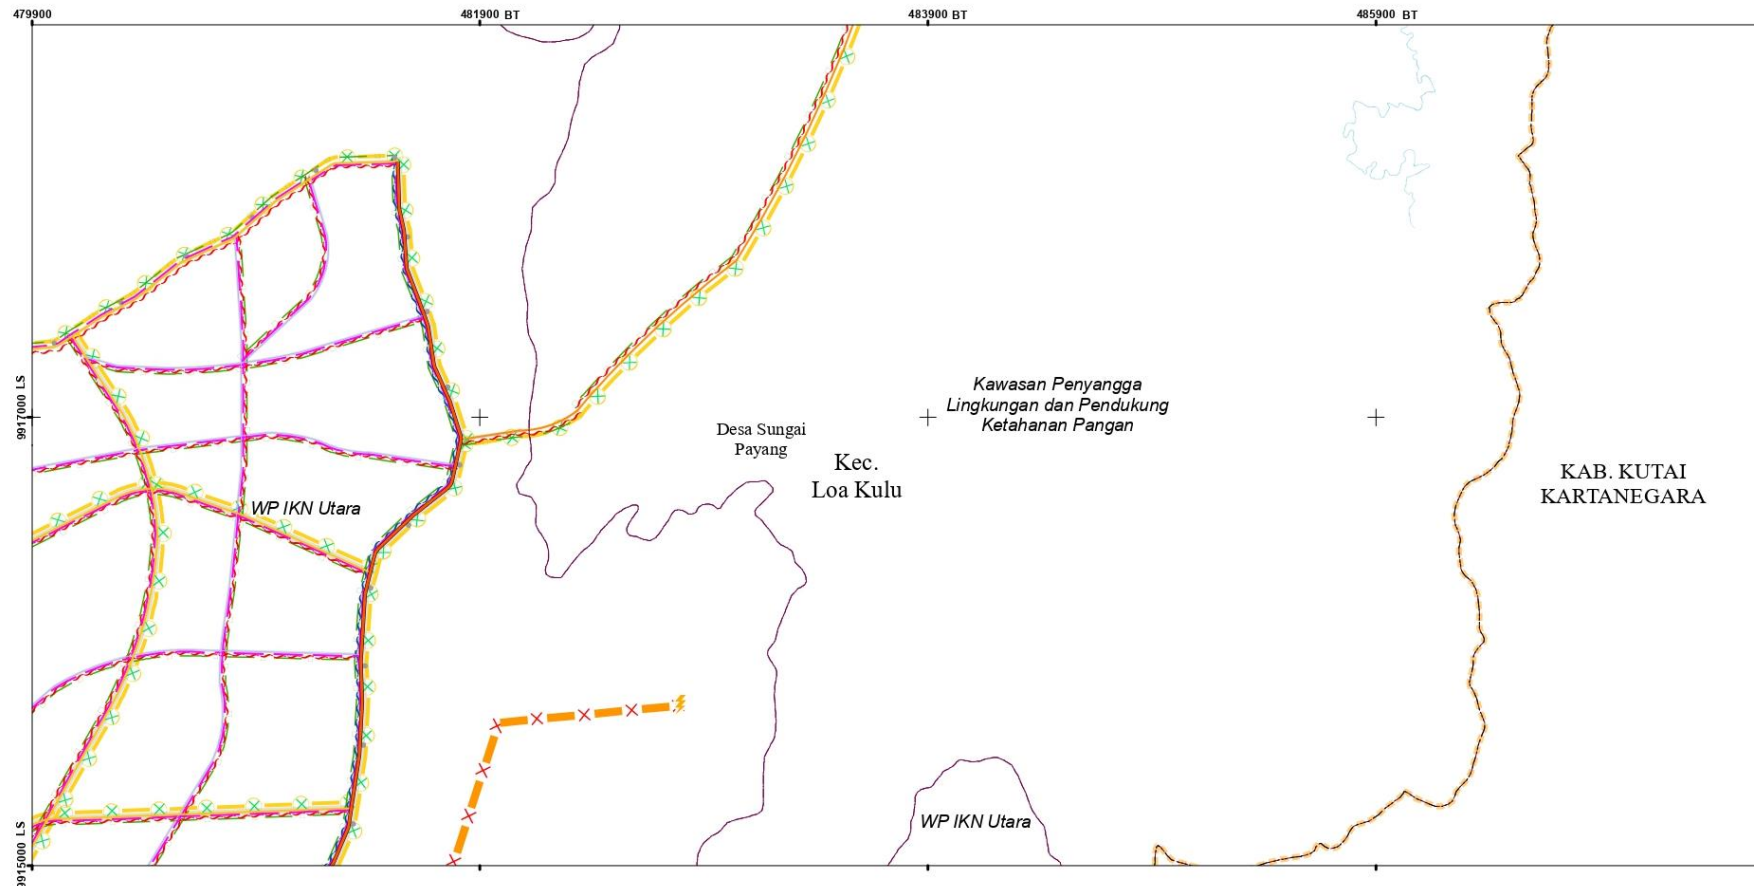 479900
481900 BT
483900 BT
485900 BT
9917000 LS
Kawasan Penyangga
Lingkungan dan Pendukung
Ketahanan Pangan
Desa Sungai
Payang
Kec.
Loa Kulu
KAB. KUTAI
KARTANEGARA
WP IKN Utara
WP IKN Utara
9915000 LS